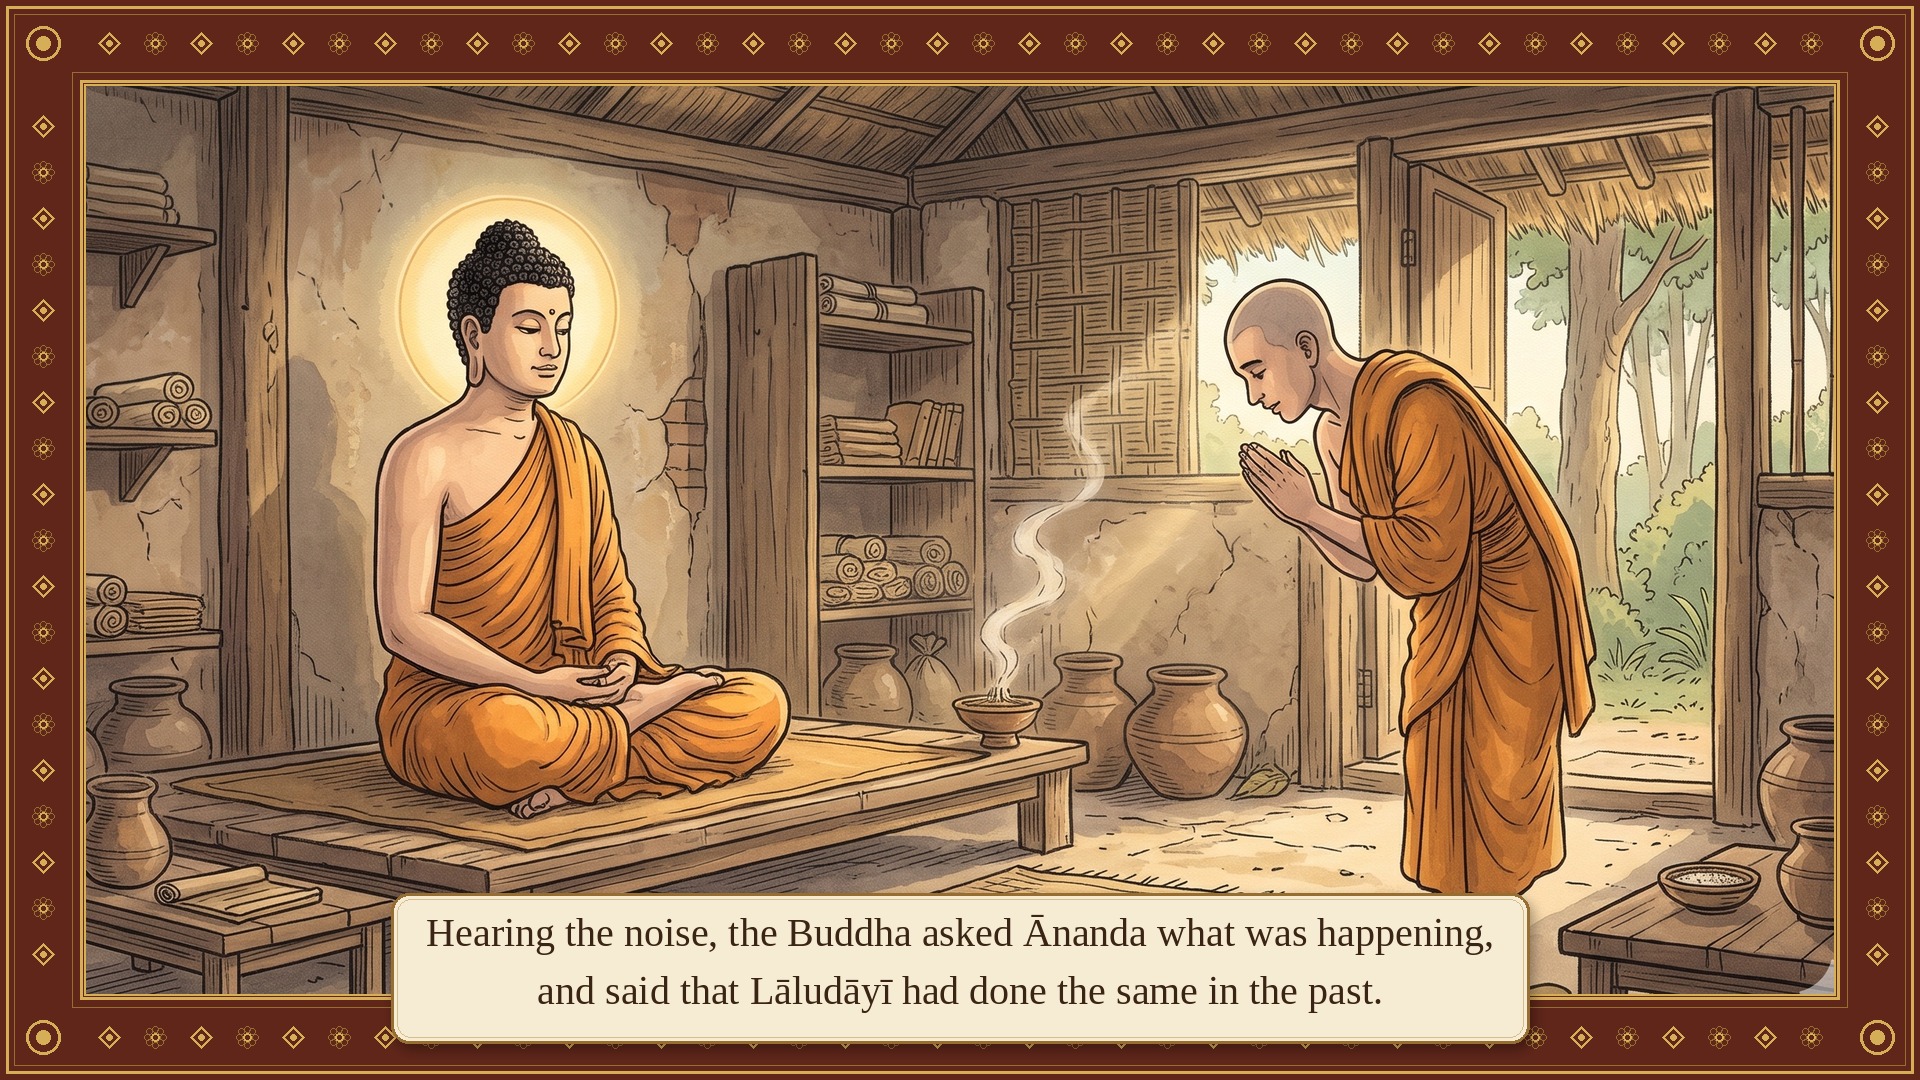 Hearing the noise, the Buddha asked Ānanda what was happening,
and said that Lāludāyī had done the same in the past.